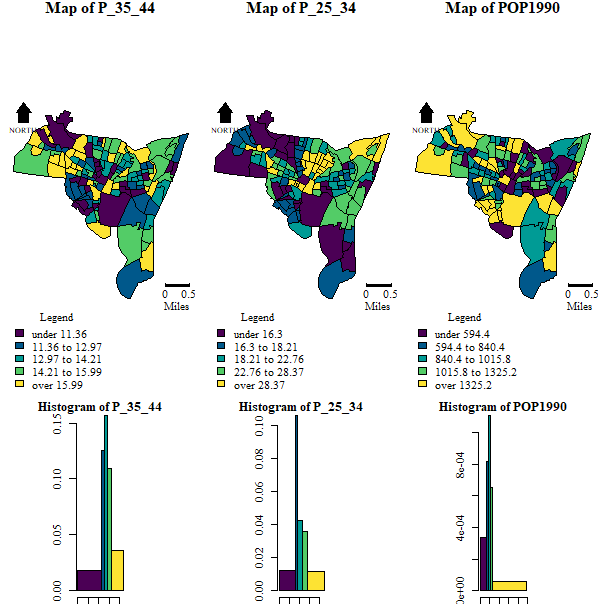 Map of P_35_44 Map of P_25_34 Map of POP1990
NORTH NORTH NORTH
0 0.5 0 0.5 0 0.5
Miles Miles Miles
Legend Legend Legend
under 11.36 under 16.3 under 594.4
11.36 to 12.97 16.3 to 18.21 594.4 to 840.4
12.97 to 14.21 18.21 to 22.76 840.4 to 1015.8
14.21 to 15.99 22.76 to 28.37 1015.8 to 1325.2
over 15.99 over 28.37 over 1325.2
Histogram of P_35_44 Histogram of P_25_34 Histogram of POP1990
0.15 0.10
0.08 8e-04
0.10
0.06
0.04 4e-04
0.05
0.02
0.00 0.00 0e+00